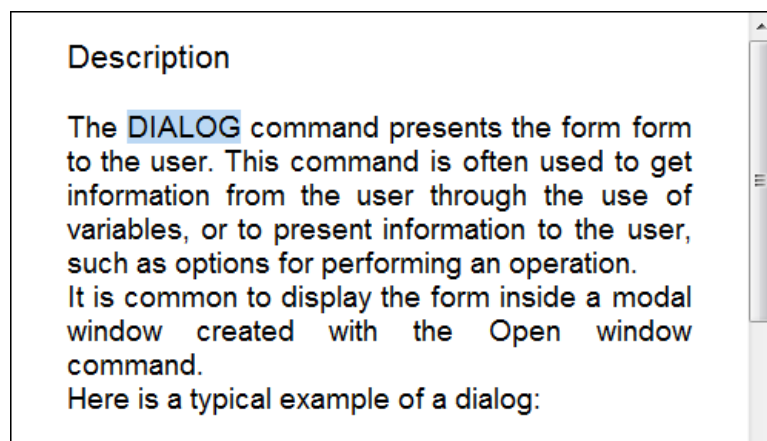 Description
The DIALOG command presents the form form
to the user. This command is often used to get
information from the user through the use of
variables, or to present information to the user,
such as options for performing an operation.
It is common to display the form inside a modal
window created with the Open window
command.
Here is a typical example of a dialog: